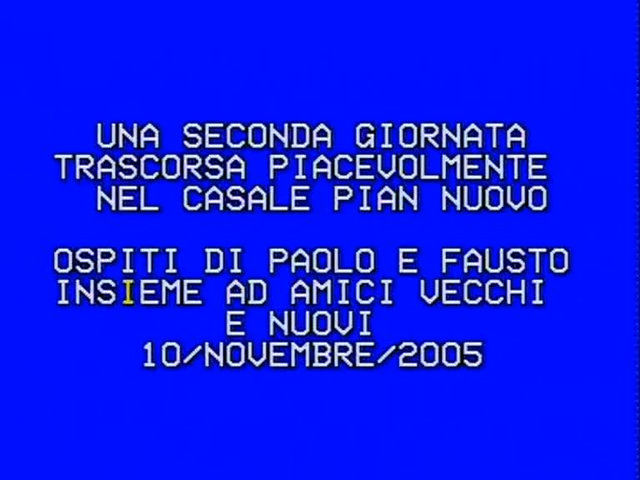 UNA SECONDA GIORNATA
TRASCORSA PIACEVOLMENTE
NEL CASALE PIAN NUOVO
OSPITI DI PAOLO E FAUSTO
INSIEME AD AMICI VECCHI
E NUOVI
10/NOVEMBRE/2005